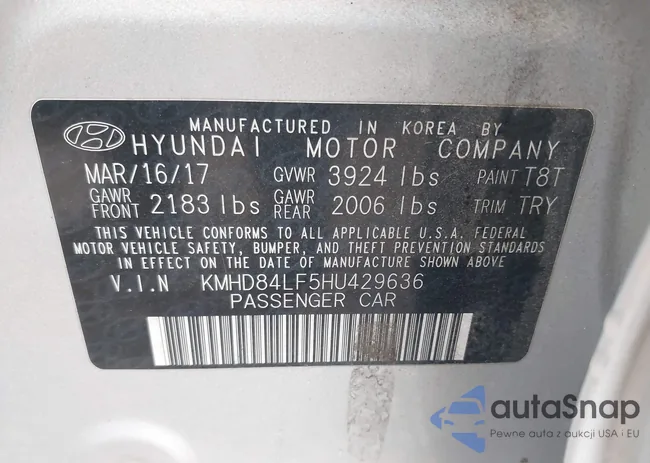 MANUFACTURED IN KOREA BY
HYUNDAI MOTOR COMPANY
MAR/16/17 GVWR 3924 lbs PAINT T8T
GAWR FRONT 2183 lbs GAWR REAR 2006 lbs TRIM TRY
THIS VEHICLE CONFORMS TO ALL APPLICABLE U.S.A. FEDERAL
MOTOR VEHICLE SAFETY, BUMPER, AND THEFT PREVENTION STANDARDS
IN EFFECT ON THE DATE OF MANUFACTURE SHOWN ABOVE
V.I.N KMHD84LF5HU429636
PASSENGER CAR
autaSnap
Pewne auta z aukcji USA i EU